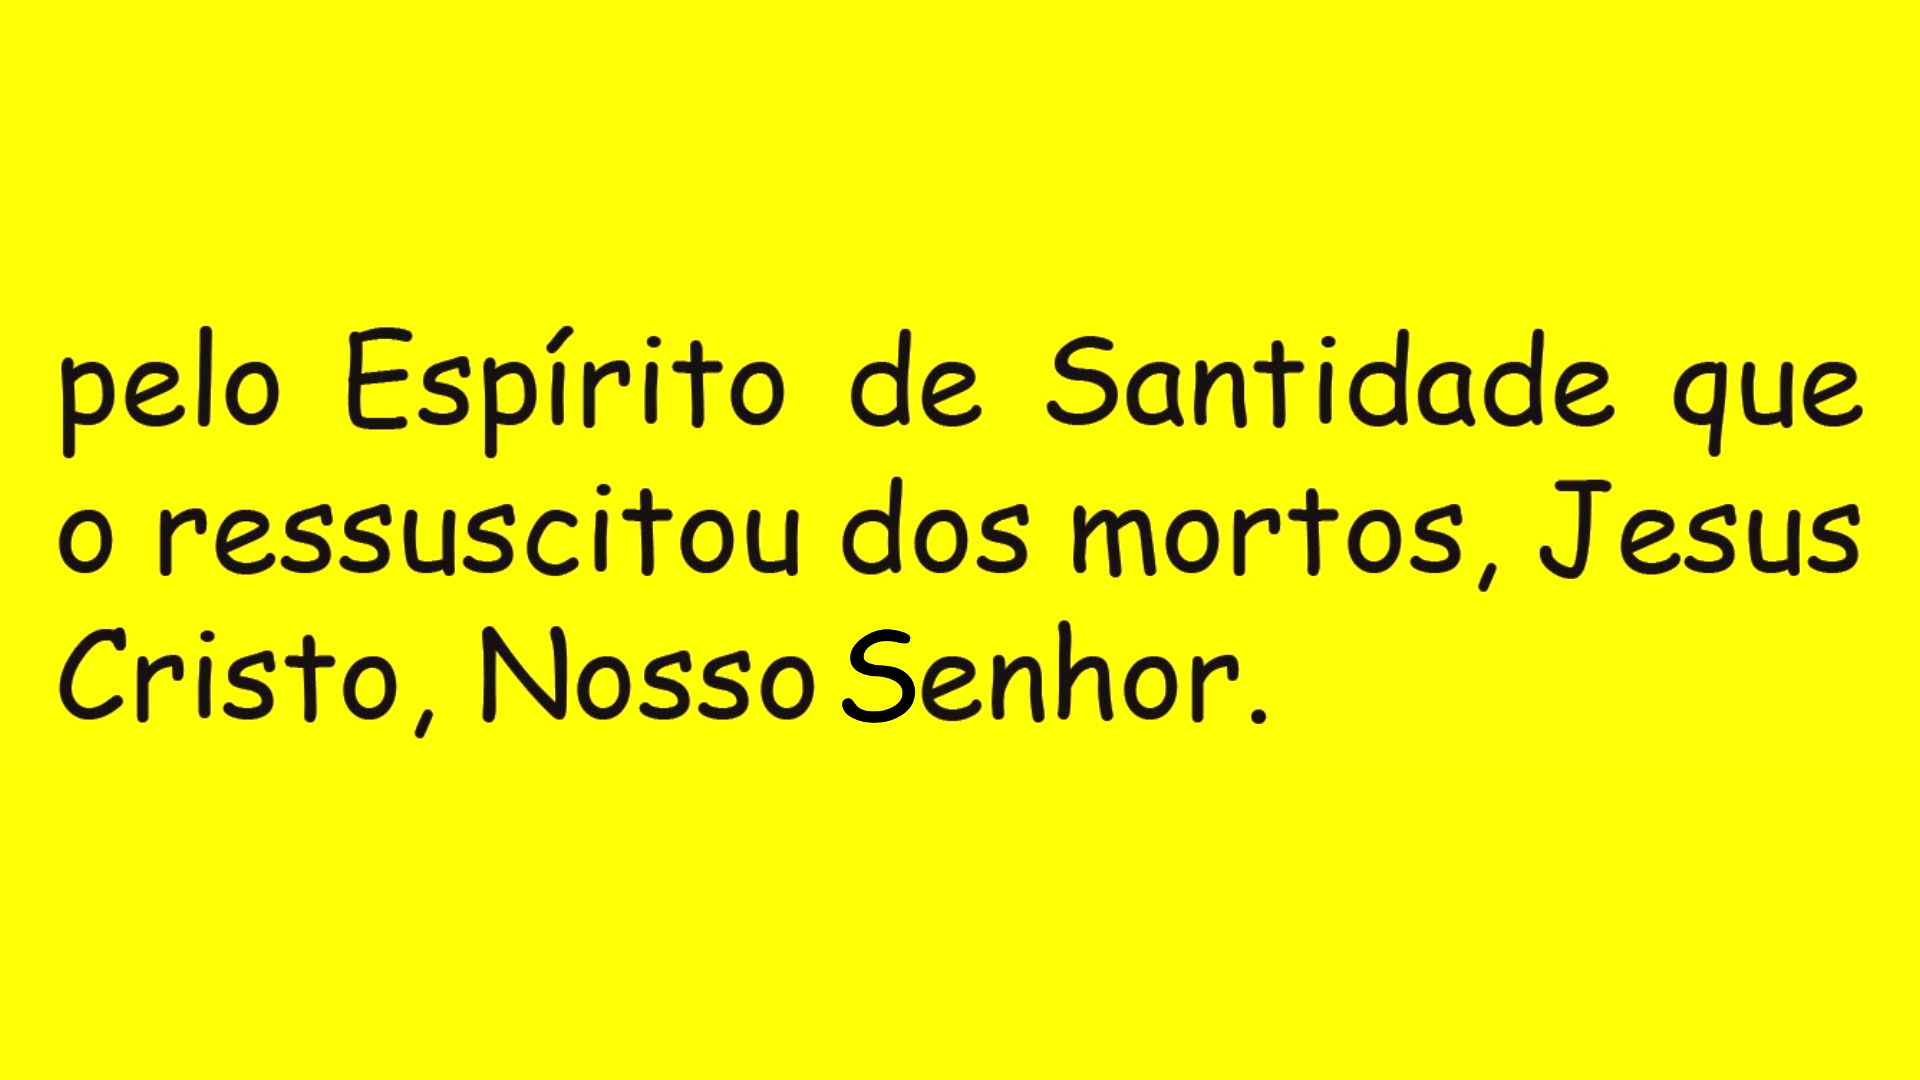 pelo Espírito de Santidade que
o ressuscitou dos mortos, Jesus
Cristo, Nosso Senhor.